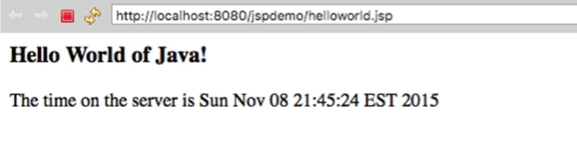 http://localhost:8080/jspdemo/helloworld.jsp
Hello World of Java!
The time on the server is Sun Nov 08 21:45:24 EST 2015